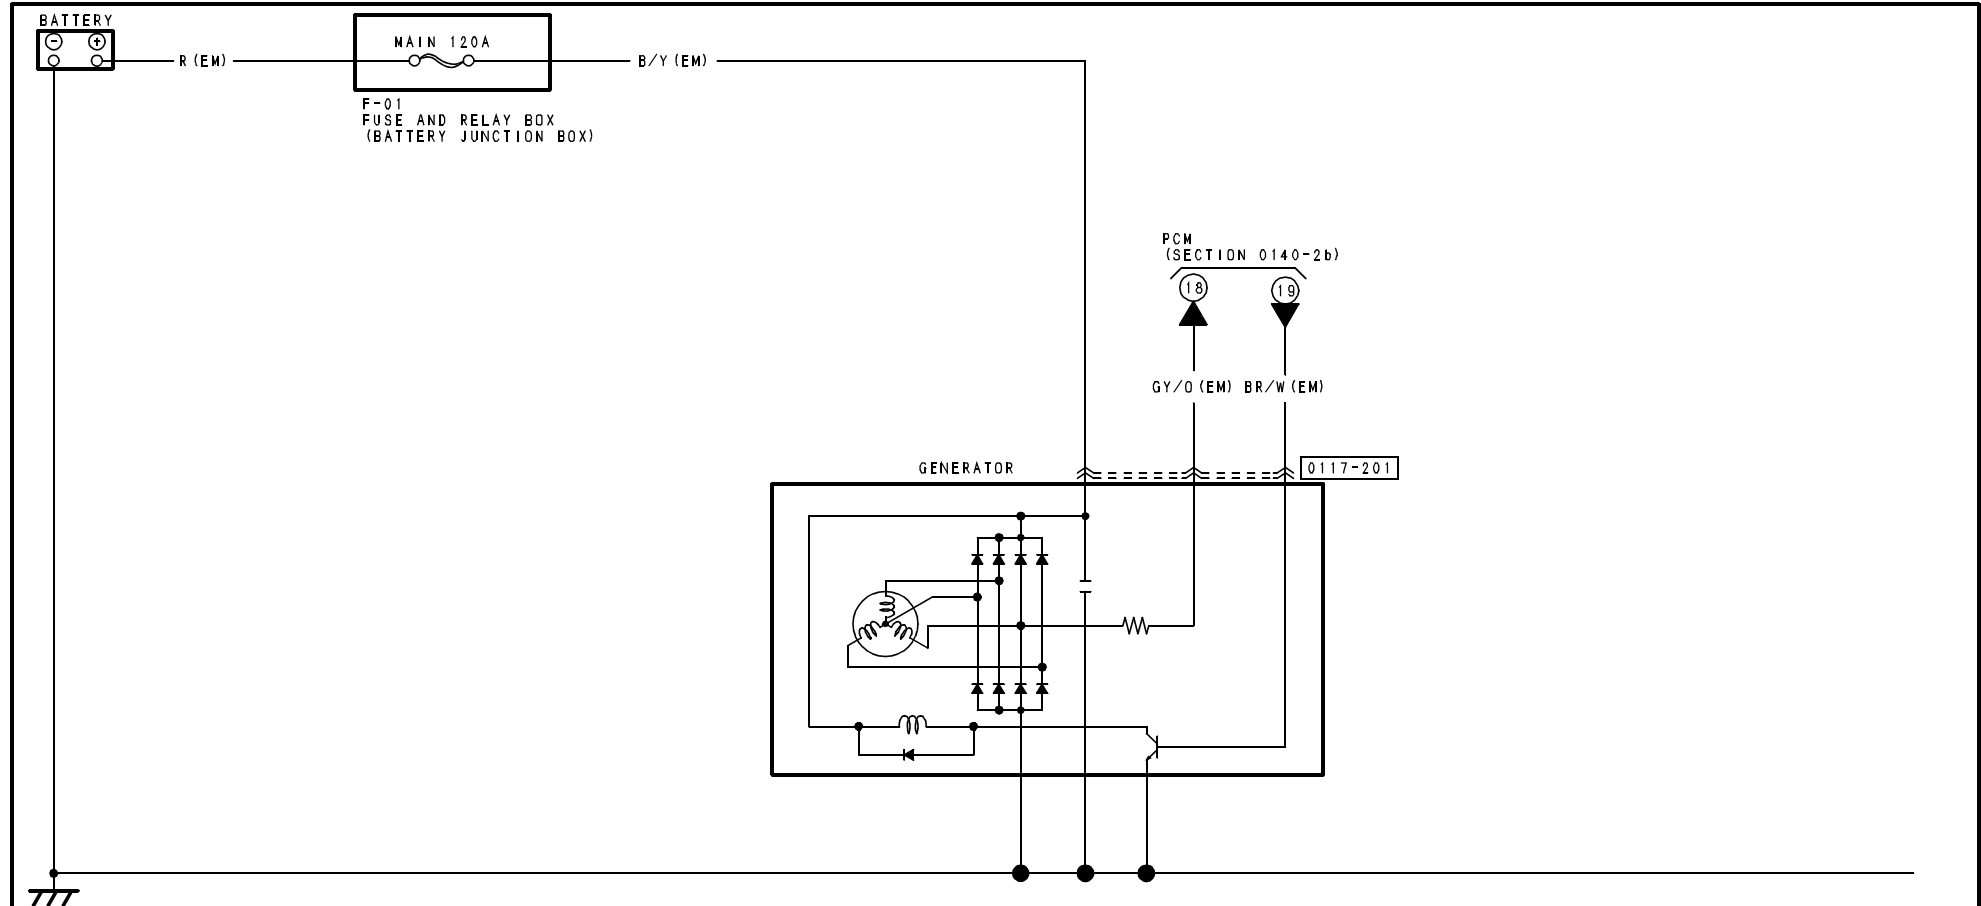 BATTERY
- +
MAIN 120A
R(EM)
B/Y(EM)
F-01
FUSE AND RELAY BOX
(BATTERY JUNCTION BOX)
PCM
(SECTION 0140-2b)
18 19
GY/O(EM) BR/W(EM)
GENERATOR
0117-201